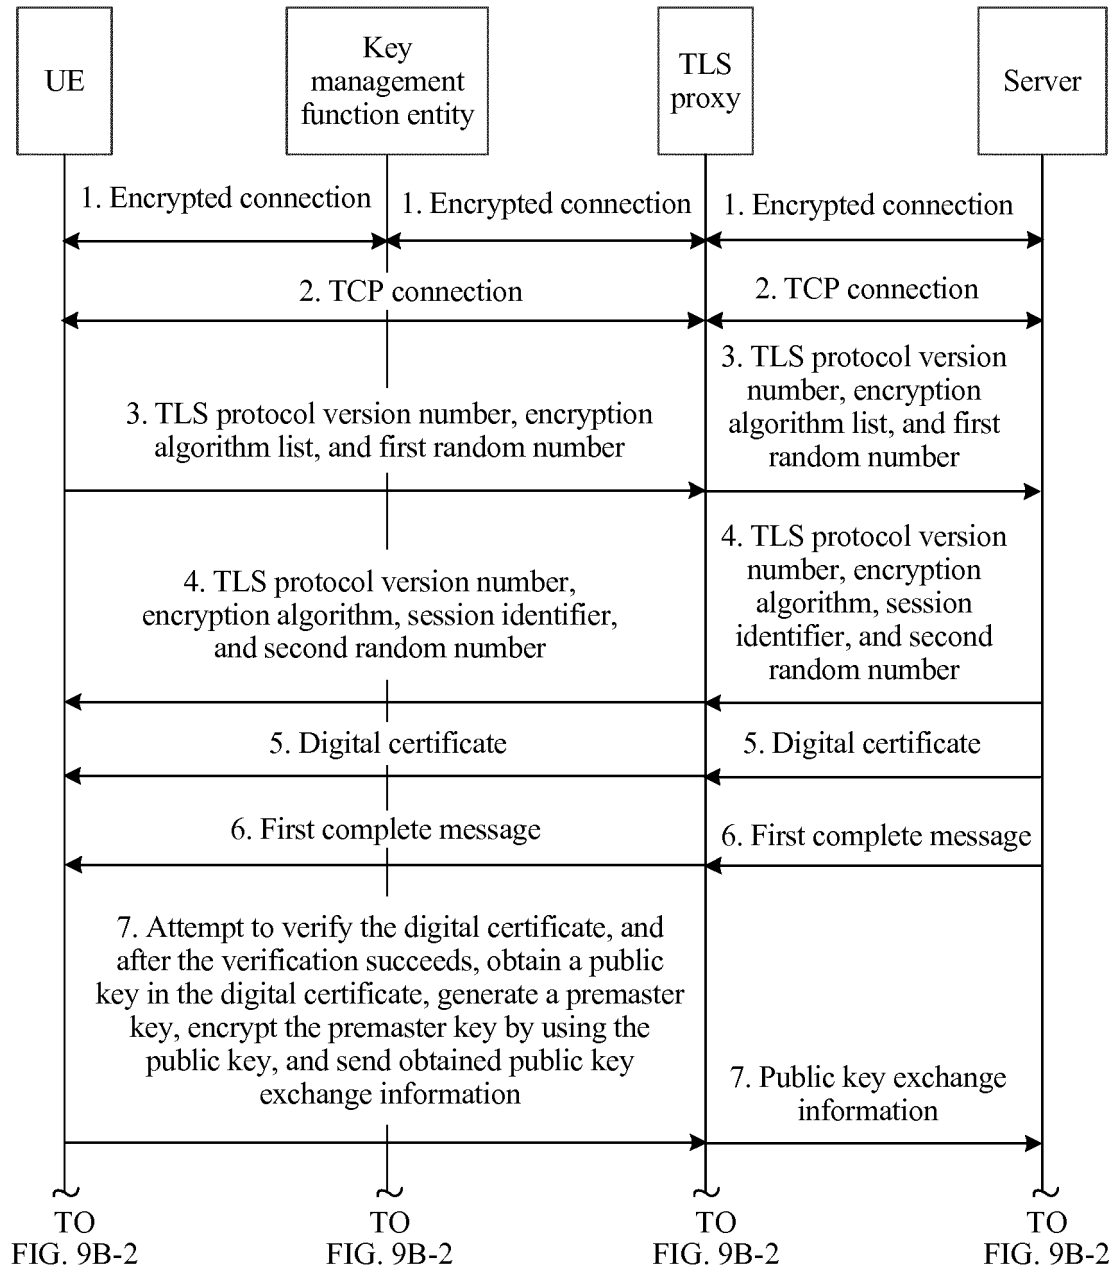 UE
Key
management
function entity
TLS
proxy
Server
1. Encrypted connection
1. Encrypted connection
1. Encrypted connection
2. TCP connection
2. TCP connection
3. TLS protocol version number, encryption
algorithm list, and first random number
3. TLS protocol version
number, encryption
algorithm list, and first
random number
4. TLS protocol version number,
encryption algorithm, session identifier,
and second random number
4. TLS protocol version
number, encryption
algorithm, session
identifier, and second
random number
5. Digital certificate
5. Digital certificate
6. First complete message
6. First complete message
7. Attempt to verify the digital certificate, and
after the verification succeeds, obtain a public
key in the digital certificate, generate a premaster
key, encrypt the premaster key by using the
public key, and send obtained public key
exchange information
7. Public key exchange
information
TO
FIG. 9B-2
TO
FIG. 9B-2
TO
FIG. 9B-2
TO
FIG. 9B-2